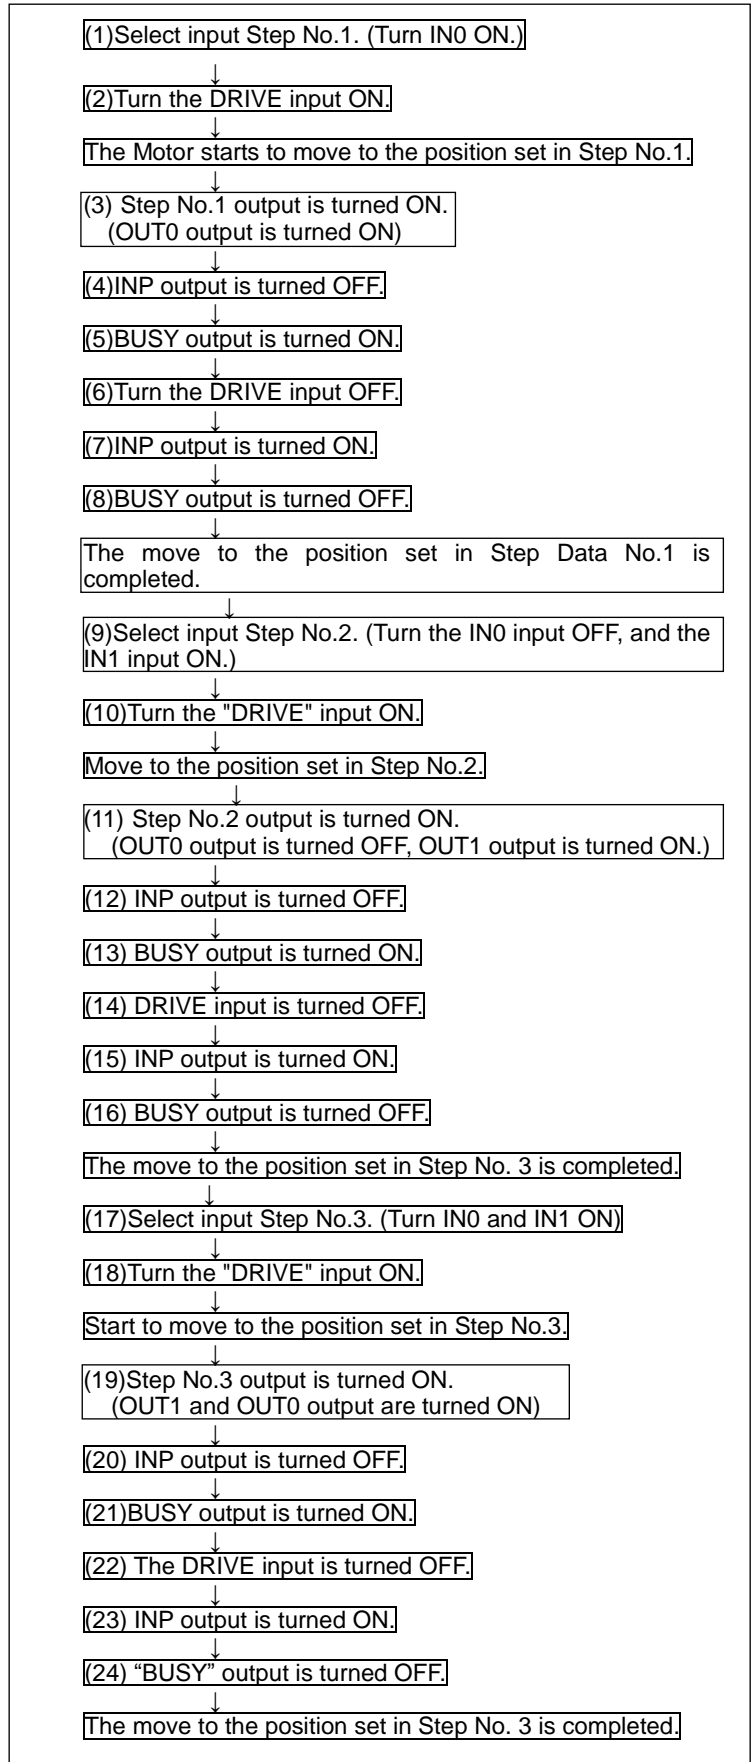 (1)Select input Step No.1. (Turn IN0 ON.)
↓
(2)Turn the DRIVE input ON.
↓
The Motor starts to move to the position set in Step No.1.
↓
(3) Step No.1 output is turned ON.
(OUT0 output is turned ON)
↓
(4)INP output is turned OFF.
↓
(5)BUSY output is turned ON.
↓
(6)Turn the DRIVE input OFF.
↓
(7)INP output is turned ON.
↓
(8)BUSY output is turned OFF.
↓
The move to the position set in Step Data No.1 is
completed.
↓
(9)Select input Step No.2. (Turn the IN0 input OFF, and the
IN1 input ON.)
↓
(10)Turn the "DRIVE" input ON.
↓
Move to the position set in Step No.2.
↓
(11) Step No.2 output is turned ON.
(OUT0 output is turned OFF, OUT1 output is turned ON.)
↓
(12) INP output is turned OFF.
↓
(13) BUSY output is turned ON.
↓
(14) DRIVE input is turned OFF.
↓
(15) INP output is turned ON.
↓
(16) BUSY output is turned OFF.
↓
The move to the position set in Step No. 3 is completed.
↓
(17)Select input Step No.3. (Turn IN0 and IN1 ON)
↓
(18)Turn the "DRIVE" input ON.
↓
Start to move to the position set in Step No.3.
↓
(19)Step No.3 output is turned ON.
(OUT1 and OUT0 output are turned ON)
↓
(20) INP output is turned OFF.
↓
(21)BUSY output is turned ON.
↓
(22) The DRIVE input is turned OFF.
↓
(23) INP output is turned ON.
↓
(24) “BUSY” output is turned OFF.
↓
The move to the position set in Step No. 3 is completed.